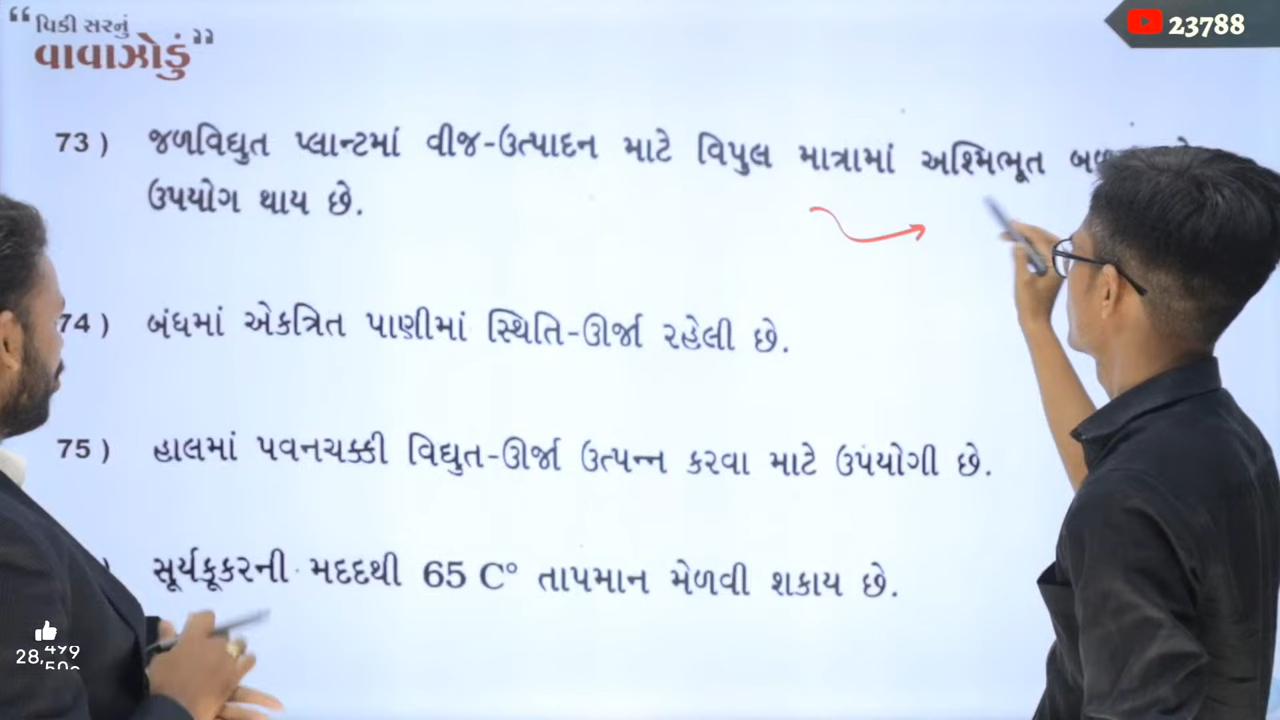 “ વિકી સરનું
વાવાઝોડું ”
23788
73) જળવિદ્યુત પ્લાન્ટમાં વીજ-ઉત્પાદન માટે વિપુલ માત્રામાં અશ્મિભૂત
ઉપયોગ થાય છે.
74) બંધમાં એકત્રિત પાણીમાં સ્થિતિ-ઊર્જા રહેલી છે.
75) હાલમાં પવનચક્કી વિદ્યુત-ઊર્જા ઉત્પન્ન કરવા માટે ઉપયોગી છે.
) સૂર્યકૂકરની મદદથી 65 C° તાપમાન મેળવી શકાય છે.